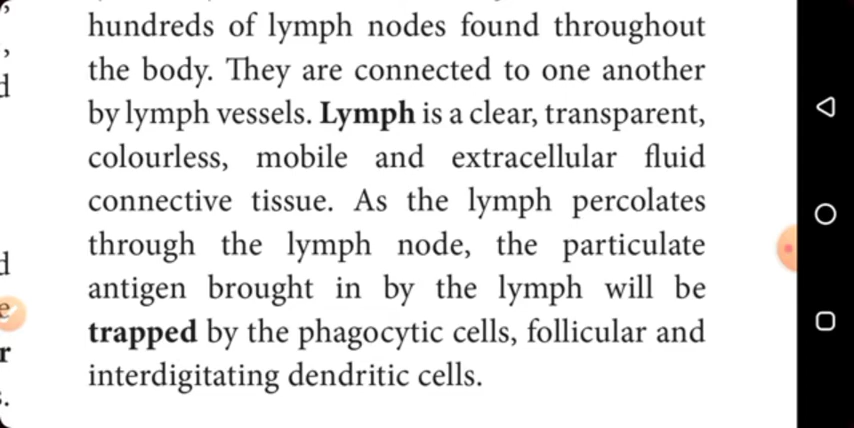 hundreds of lymph nodes found throughout
the body. They are connected to one another
by lymph vessels. Lymph is a clear, transparent,
colourless, mobile and extracellular fluid
connective tissue. As the lymph percolates
through the lymph node, the particulate
antigen brought in by the lymph will be
trapped by the phagocytic cells, follicular and
interdigitating dendritic cells.